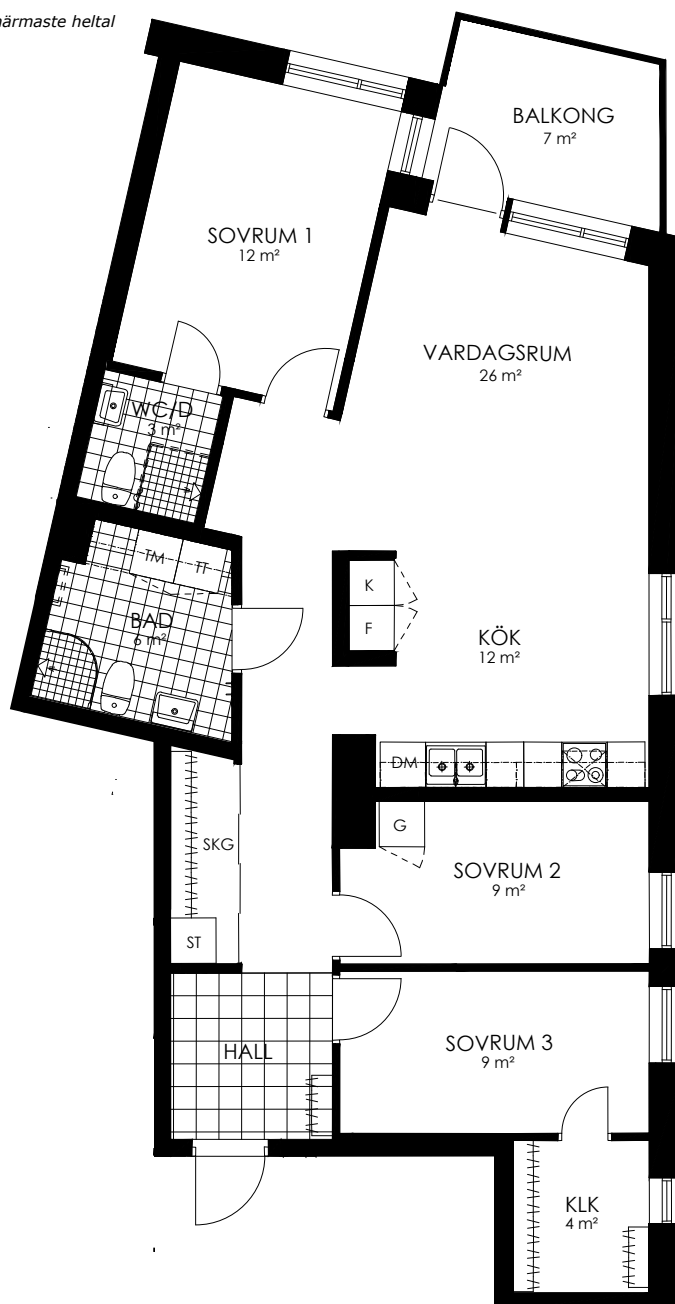 närmaste heltal
BALKONG
7 m²
SOVRUM 1
12 m²
VARDAGSRUM
26 m²
WC/D
3 m²
TM
TT
K
BAD
6 m²
F
KÖK
12 m²
DM
G
SKG
SOVRUM 2
9 m²
ST
HALL
SOVRUM 3
9 m²
KLK
4 m²